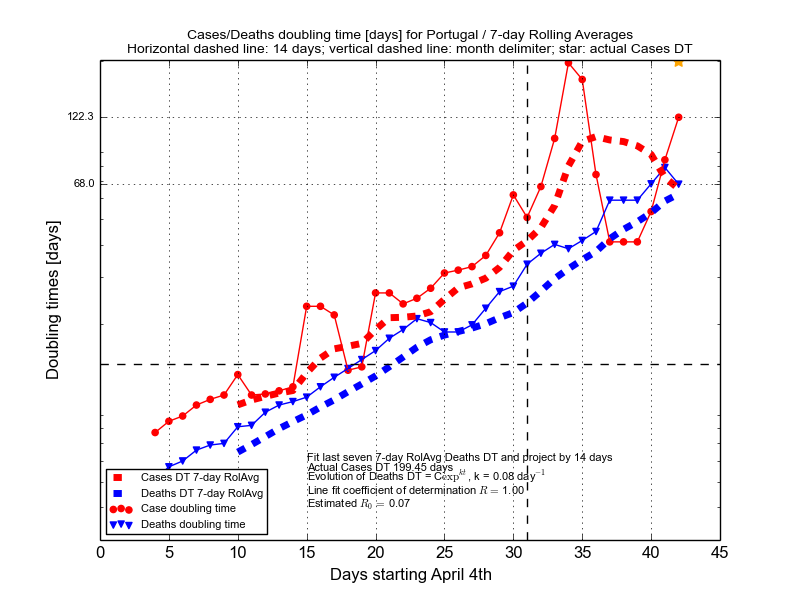 Cases/Deaths doubling time [days] for Portugal / 7-day Rolling Averages
Horizontal dashed line: 14 days; vertical dashed line: month delimiter; star: actual Cases DT
122.3
68.0
Doubling times [days]
Fit last seven 7-day RolAvg Deaths DT and project by 14 days
Actual Cases DT 199.45 days
Evolution of Deaths DT = Cexp^{kt}, k = 0.08 day^{-1}
Line fit coefficient of determination R = 1.00
Estimated R_0 = 0.07
Cases DT 7-day RolAvg
Deaths DT 7-day RolAvg
Case doubling time
Deaths doubling time
0 5 10 15 20 25 30 35 40 45
Days starting April 4th